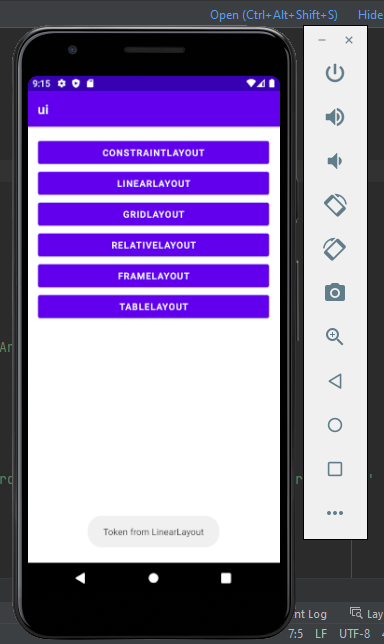 Open (Ctrl+Alt+Shift+S) Hide
9:15
ui
CONSTRAINTLAYOUT
LINEARLAYOUT
GRIDLAYOUT
RELATIVELAYOUT
FRAMELAYOUT
TABLELAYOUT
Token from LinearLayout
nt Log Lay
7:5 LF UTF-8